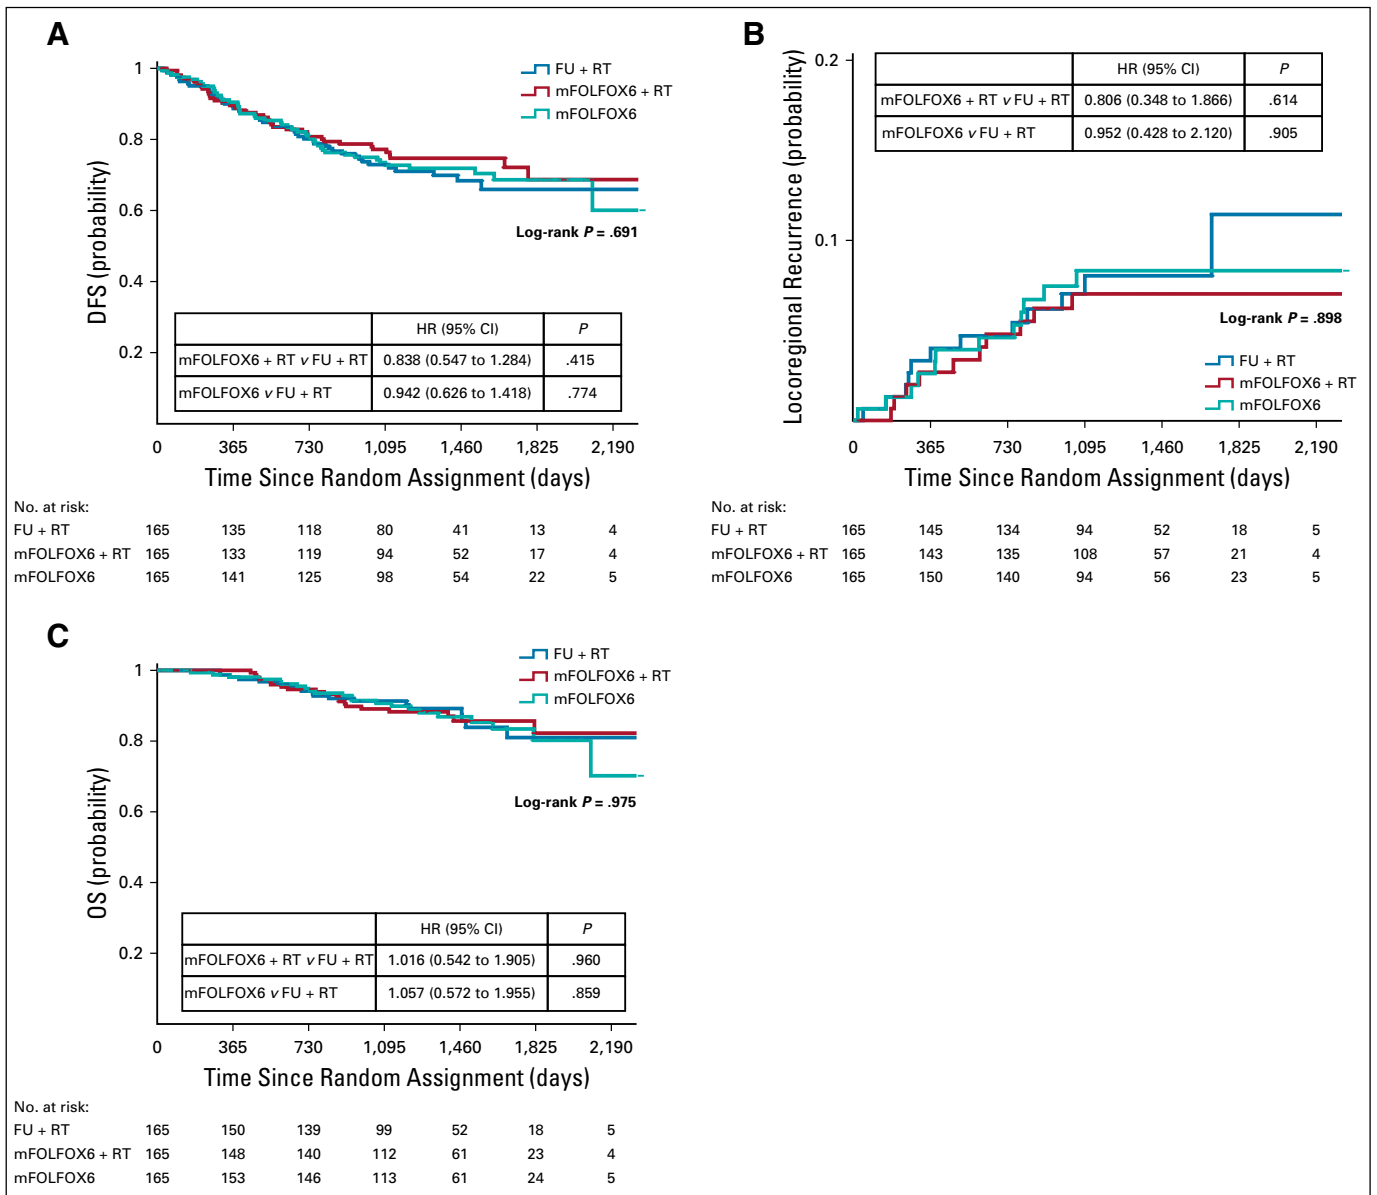 A
DFS (probability)
1
0.8
0.6
0.4
0.2
FU + RT
mFOLFOX6 + RT
mFOLFOX6
Log-rank P = .691
HR (95% CI) P
mFOLFOX6 + RT v FU + RT 0.838 (0.547 to 1.284) .415
mFOLFOX6 v FU + RT 0.942 (0.626 to 1.418) .774
0 365 730 1,095 1,460 1,825 2,190
Time Since Random Assignment (days)
No. at risk:
FU + RT 165 135 118 80 41 13 4
mFOLFOX6 + RT 165 133 119 94 52 17 4
mFOLFOX6 165 141 125 98 54 22 5
B
Locoregional Recurrence (probability)
0.2
0.1
HR (95% CI) P
mFOLFOX6 + RT v FU + RT 0.806 (0.348 to 1.866) .614
mFOLFOX6 v FU + RT 0.952 (0.428 to 2.120) .905
Log-rank P = .898
FU + RT
mFOLFOX6 + RT
mFOLFOX6
0 365 730 1,095 1,460 1,825 2,190
Time Since Random Assignment (days)
No. at risk:
FU + RT 165 145 134 94 52 18 5
mFOLFOX6 + RT 165 143 135 108 57 21 4
mFOLFOX6 165 150 140 94 56 23 5
C
OS (probability)
1
0.8
0.6
0.4
0.2
FU + RT
mFOLFOX6 + RT
mFOLFOX6
Log-rank P = .975
HR (95% CI) P
mFOLFOX6 + RT v FU + RT 1.016 (0.542 to 1.905) .960
mFOLFOX6 v FU + RT 1.057 (0.572 to 1.955) .859
0 365 730 1,095 1,460 1,825 2,190
Time Since Random Assignment (days)
No. at risk:
FU + RT 165 150 139 99 52 18 5
mFOLFOX6 + RT 165 148 140 112 61 23 4
mFOLFOX6 165 153 146 113 61 24 5